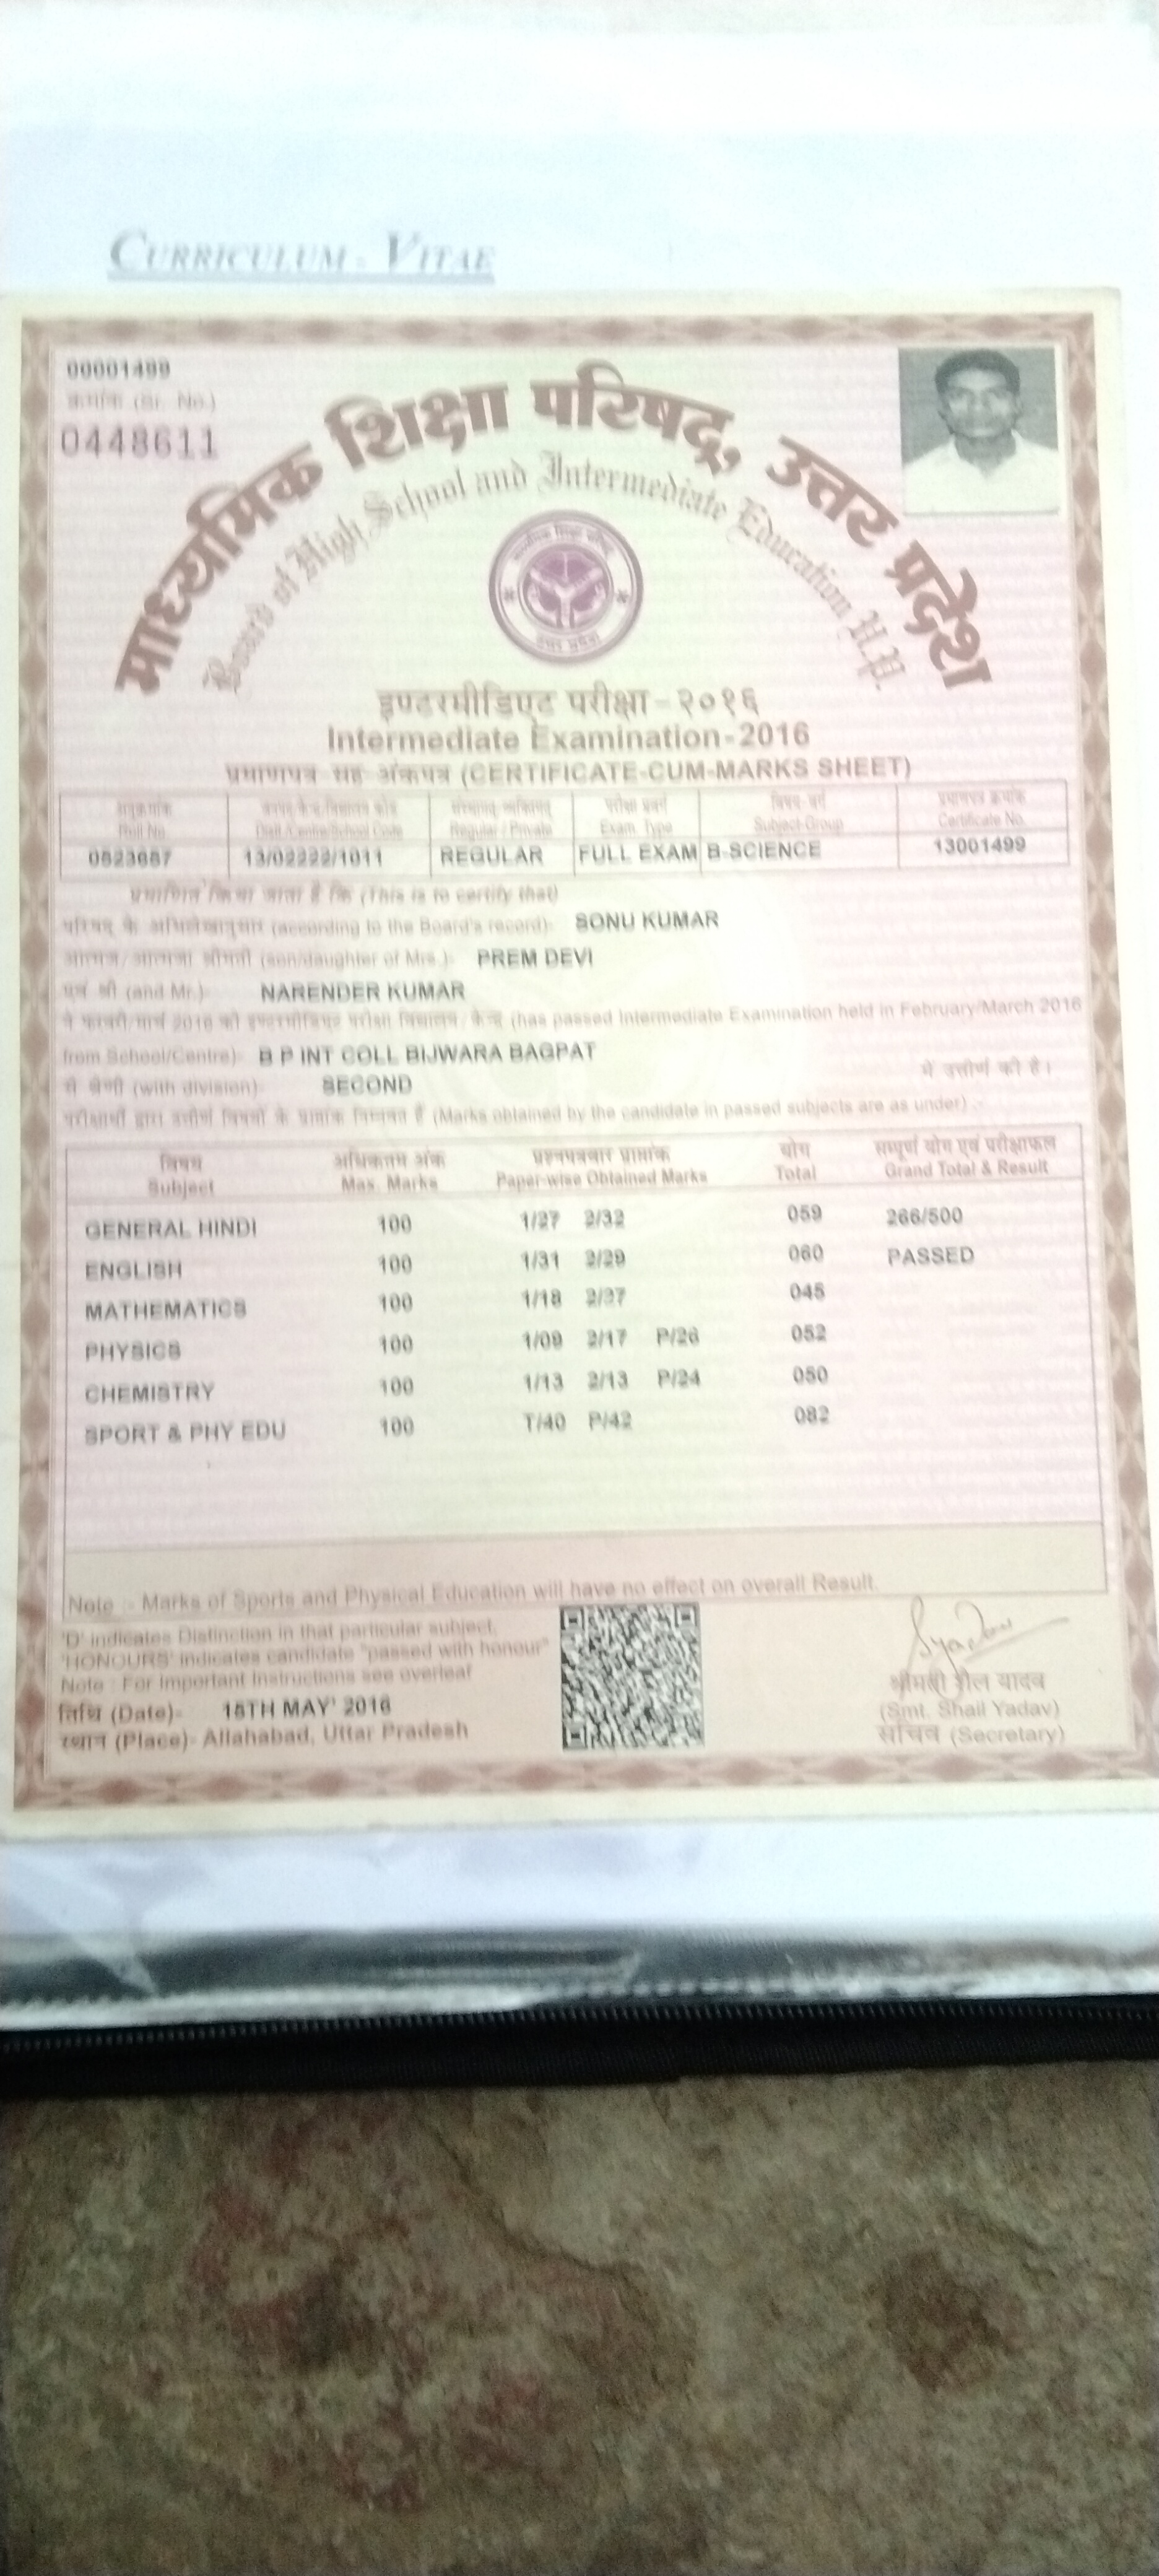 CURRICULUM - VITAE
00001499
क्रमांक (Sr. No.)
0448611
माध्यमिक शिक्षा परिषद्, उत्तर प्रदेश
Board of High School and Intermediate Education U.P.
इण्टरमीडिएट परीक्षा-२०१६
Intermediate Examination-2016
प्रमाणपत्र सह अंकपत्र (CERTIFICATE-CUM-MARKS SHEET)
अनुक्रमांक परीक्षा प्रकार विषय-वर्ग प्रमाणपत्र क्रमांक
Roll No. Distt./Centre/School Code Regular / Private Exam. Type Subject-Group Certificate No.
0523657 13/02222/1011 REGULAR FULL EXAM B-SCIENCE 13001499
प्रमाणित किया जाता है कि (This is to certify that)
परिषद के अभिलेखानुसार (according to the Board's record): SONU KUMAR
आत्मज/आत्मजा श्रीमती (son/daughter of Mrs.): PREM DEVI
एवं श्री (and Mr.): NARENDER KUMAR
ने फरवरी/मार्च 2016 की इण्टरमीडिएट परीक्षा विद्यालय/केन्द्र (has passed Intermediate Examination held in February/March 2016
from School/Centre): B P INT COLL BIJWARA BAGPAT
से श्रेणी (with division): SECOND में उत्तीर्ण की है।
परीक्षार्थी द्वारा उत्तीर्ण विषयों के प्राप्तांक निम्नवत हैं (Marks obtained by the candidate in passed subjects are as under) :-
विषय अधिकतम अंक प्रश्नपत्रवार प्राप्तांक योग सम्पूर्ण योग एवं परीक्षाफल
Subject Max. Marks Paper-wise Obtained Marks Total Grand Total & Result
GENERAL HINDI 100 1/27 2/32 059 266/500
ENGLISH 100 1/31 2/29 060 PASSED
MATHEMATICS 100 1/18 2/27 045
PHYSICS 100 1/09 2/17 P/26 052
CHEMISTRY 100 1/13 2/13 P/24 050
SPORT & PHY EDU 100 T/40 P/42 082
Note :- Marks of Sports and Physical Education will have no effect on overall Result.
'D' indicates Distinction in that particular subject.
'HONOURS' indicates candidate "passed with honour"
Note : For Important Instructions see overleaf
तिथि (Date)- 15TH MAY' 2016
स्थान (Place)- Allahabad, Uttar Pradesh
श्रीमती शैल यादव
(Smt. Shail Yadav)
सचिव (Secretary)